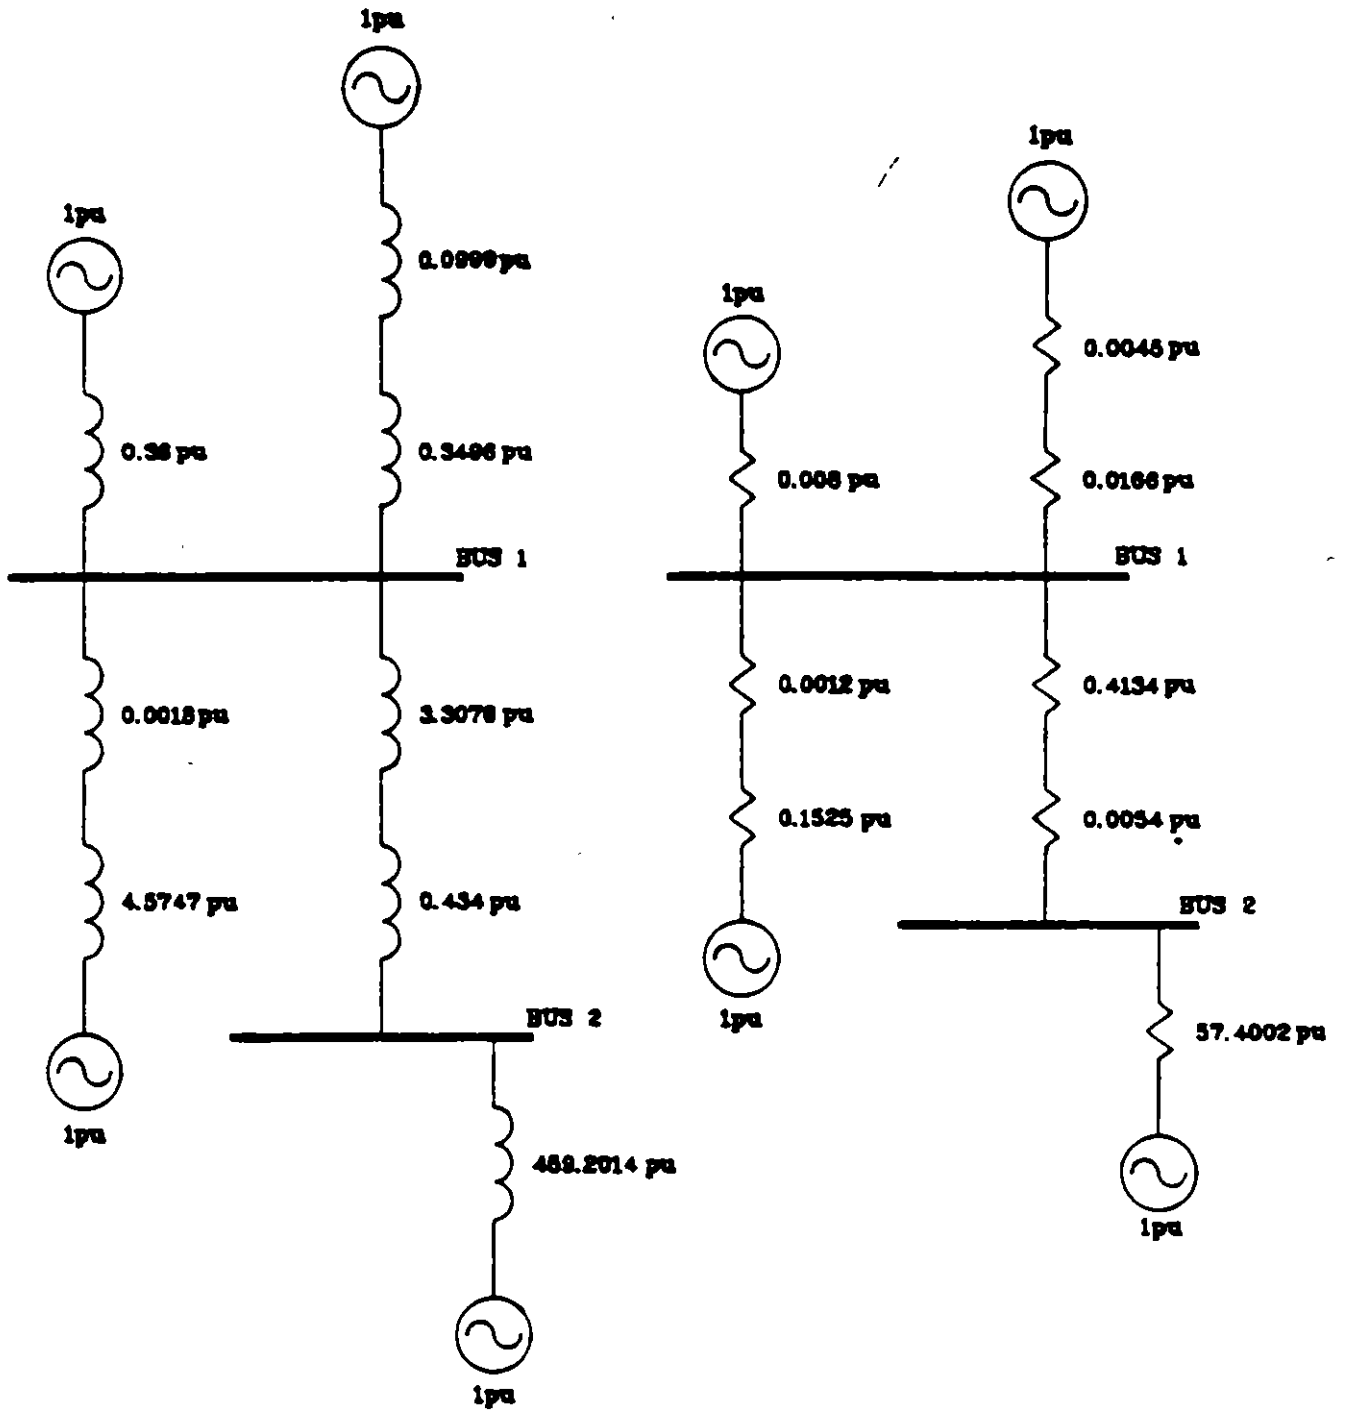 1pu
1pu
0.0999 pu
0.36 pu
0.3496 pu
BUS 1
0.0018 pu
3.3076 pu
4.5747 pu
0.434 pu
BUS 2
459.2014 pu
1pu
1pu
1pu
1pu
0.0045 pu
0.008 pu
0.0166 pu
BUS 1
0.0012 pu
0.4134 pu
0.1525 pu
0.0054 pu
BUS 2
1pu
57.4002 pu
1pu